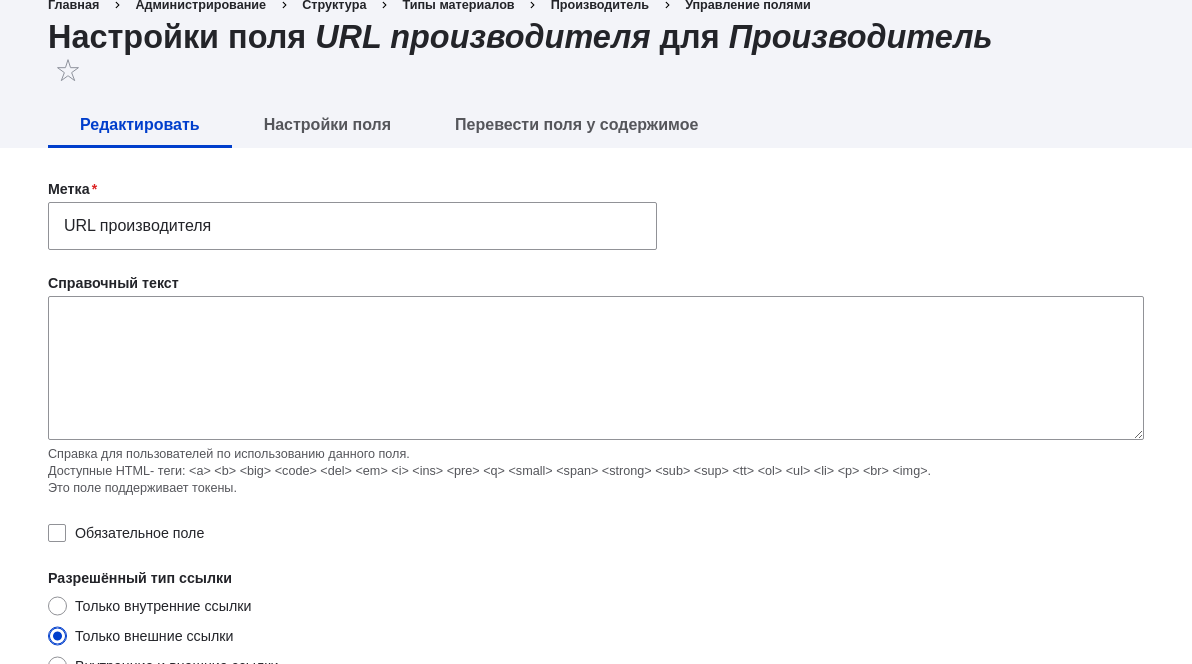 Главная › Администрирование › Структура › Типы материалов › Производитель › Управление полями
Настройки поля URL производителя для Производитель
Редактировать Настройки поля Перевести поля у содержимое
Метка*
URL производителя
Справочный текст
Справка для пользователей по использованию данного поля.
Доступные HTML- теги: <a> <b> <big> <code> <del> <em> <i> <ins> <pre> <q> <small> <span> <strong> <sub> <sup> <tt> <ol> <ul> <li> <p> <br> <img>.
Это поле поддерживает токены.
Обязательное поле
Разрешённый тип ссылки
Только внутренние ссылки
Только внешние ссылки
Внутренние и внешние ссылки